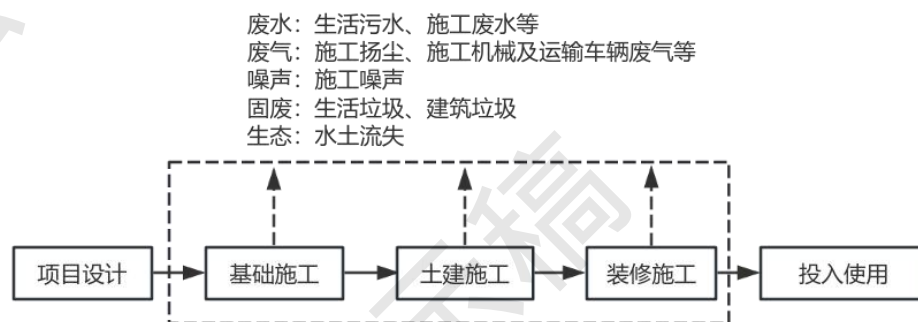 废水：生活污水、施工废水等
废气：施工扬尘、施工机械及运输车辆废气等
噪声：施工噪声
固废：生活垃圾、建筑垃圾
生态：水土流失
项目设计
基础施工
土建施工
装修施工
投入使用
示稿